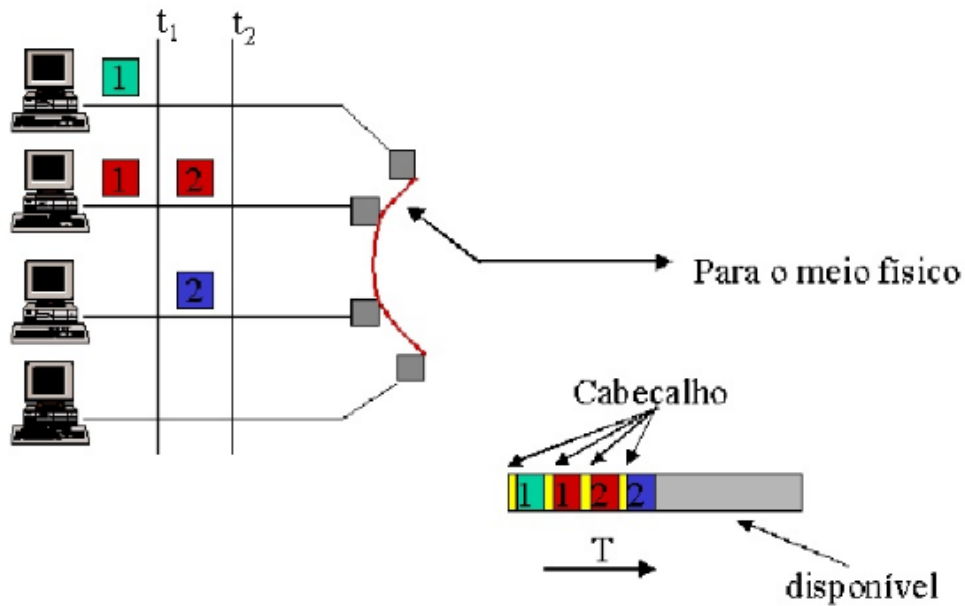 t1 t2
1
1 2
Para o meio físico
2
Cabeçalho
1 1 2 2
T
disponível